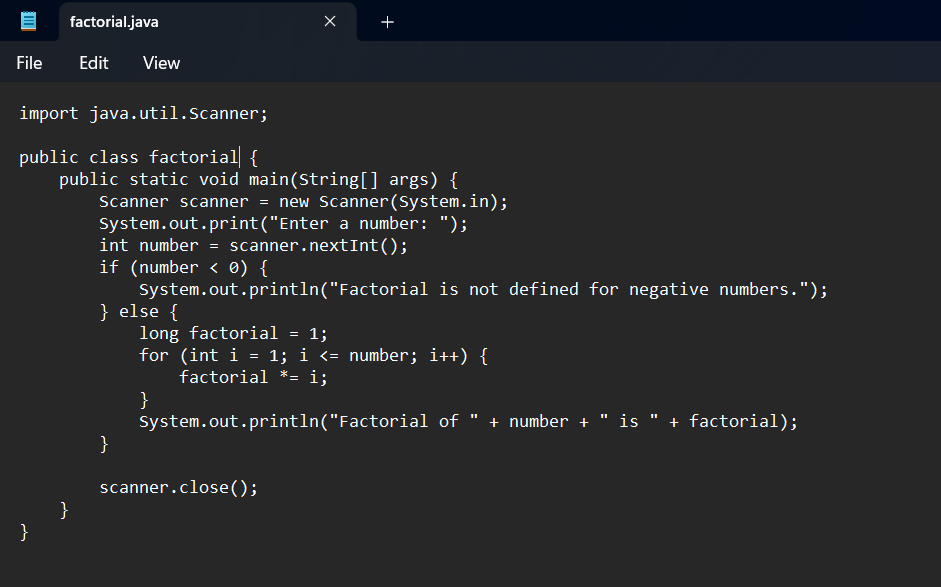 factorial.java
File Edit View
import java.util.Scanner;
public class factorial {
    public static void main(String[] args) {
        Scanner scanner = new Scanner(System.in);
        System.out.print("Enter a number: ");
        int number = scanner.nextInt();
        if (number < 0) {
            System.out.println("Factorial is not defined for negative numbers.");
        } else {
            long factorial = 1;
            for (int i = 1; i <= number; i++) {
                factorial *= i;
            }
            System.out.println("Factorial of " + number + " is " + factorial);
        }

        scanner.close();
    }
}